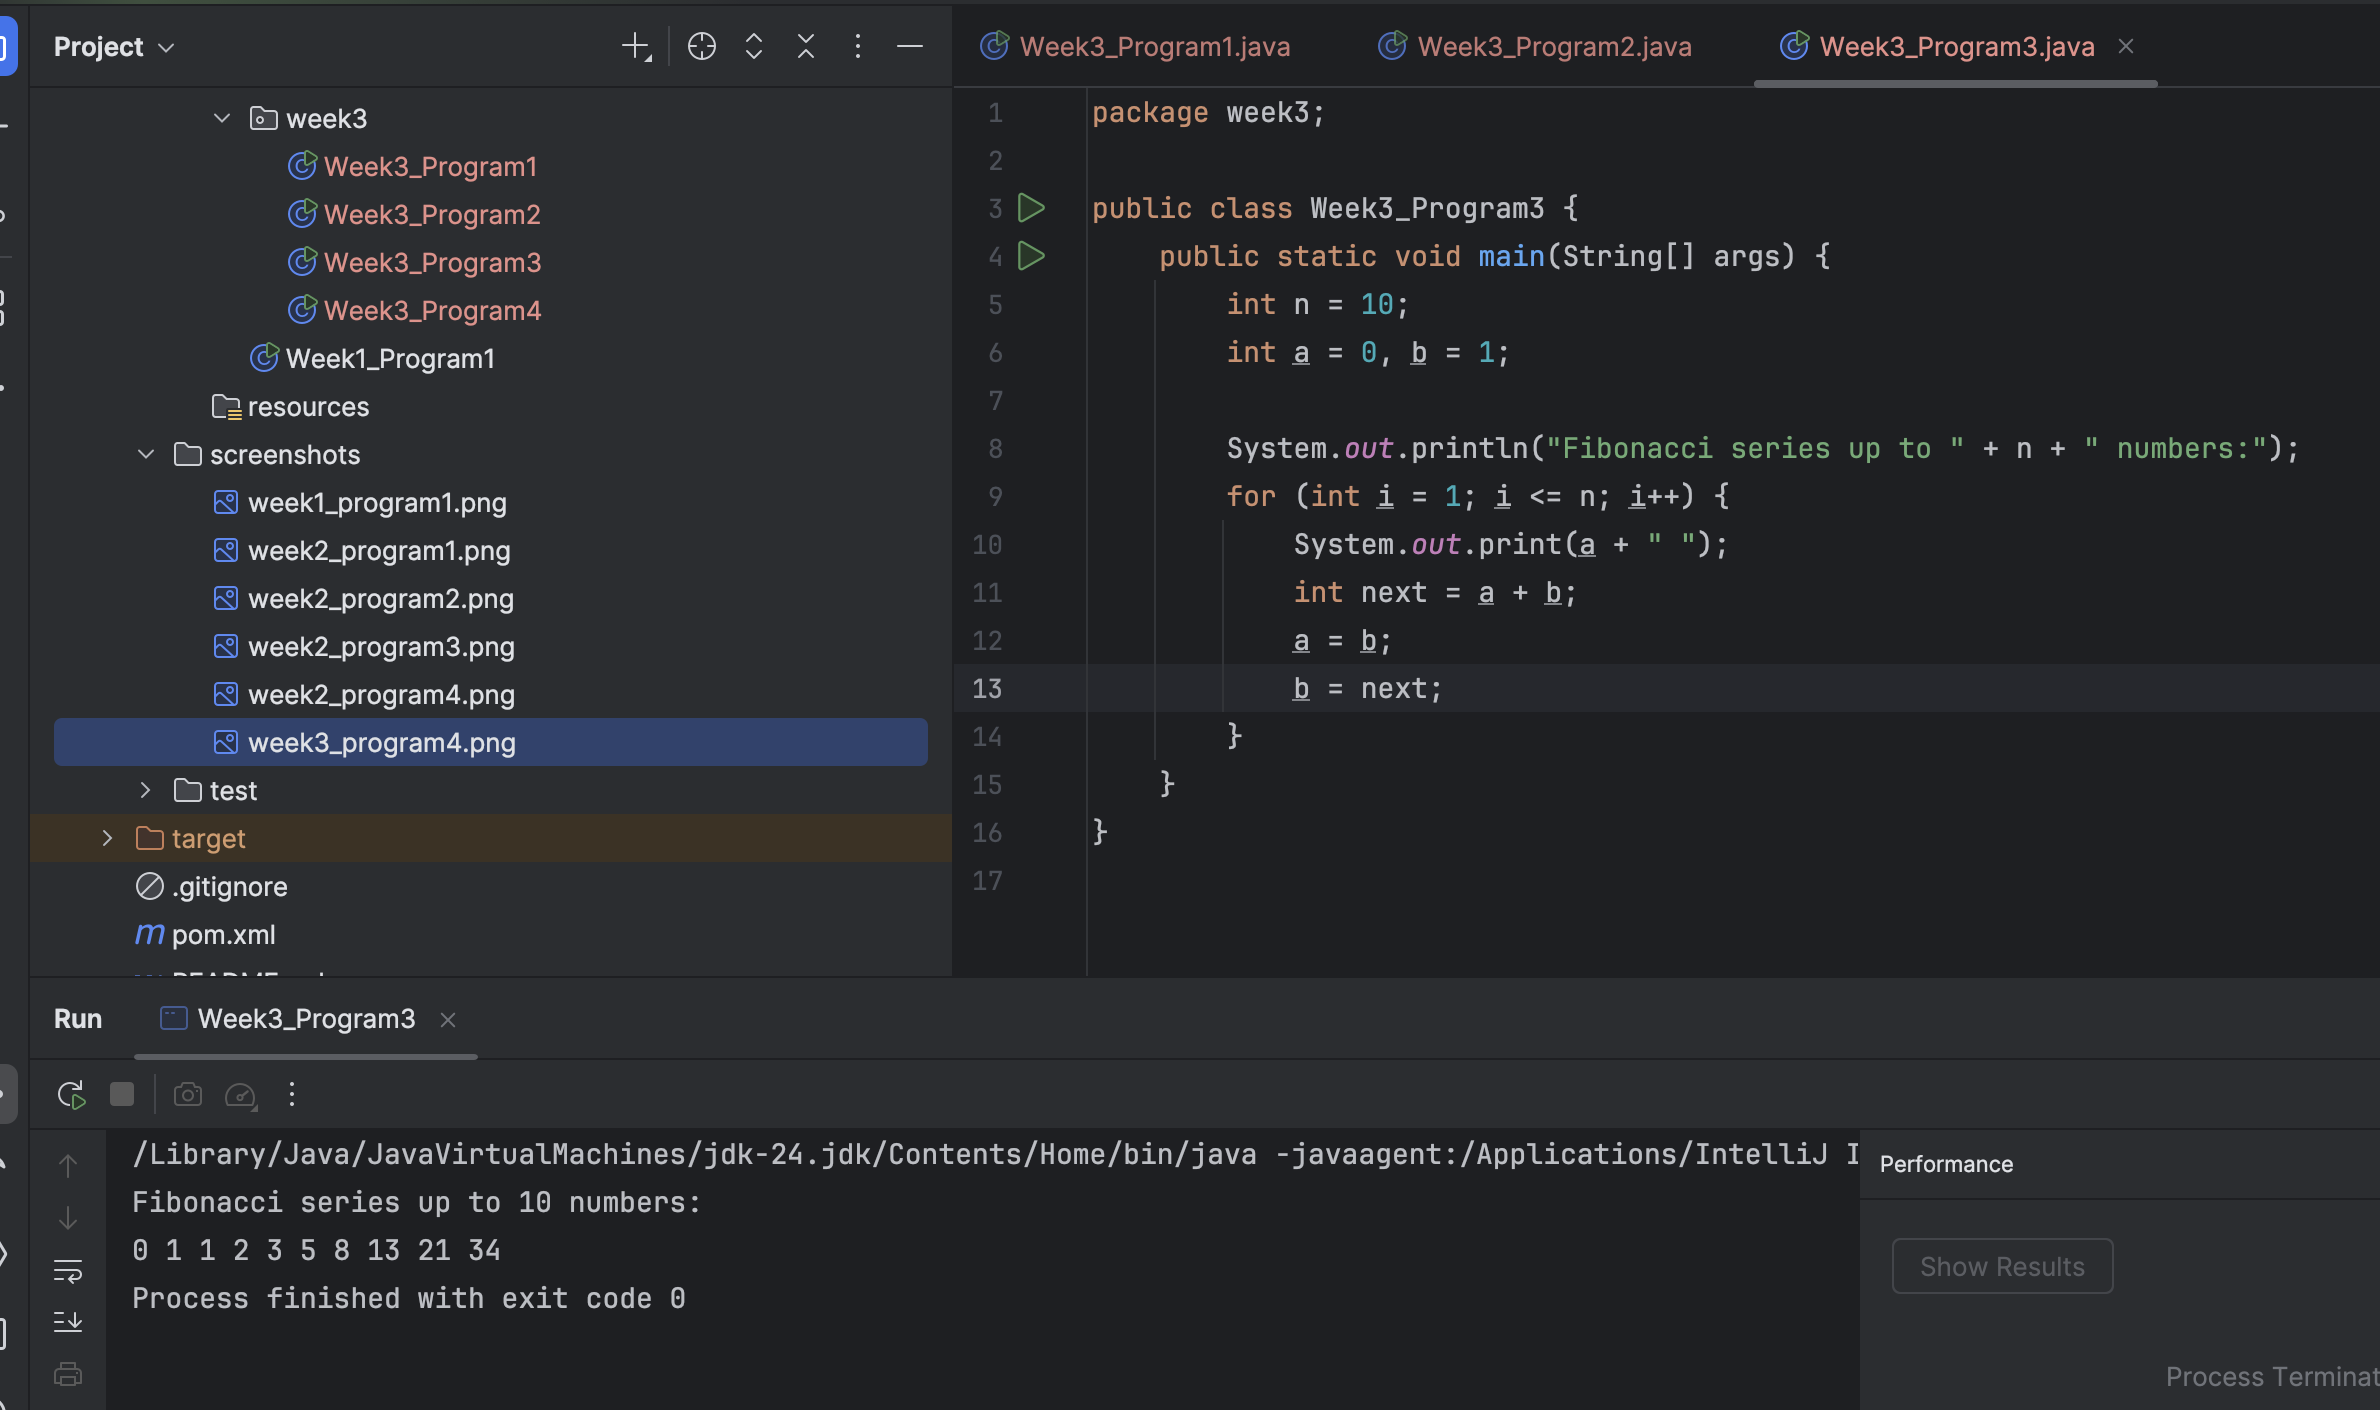 Project
week3
Week3_Program1
Week3_Program2
Week3_Program3
Week3_Program4
Week1_Program1
resources
screenshots
week1_program1.png
week2_program1.png
week2_program2.png
week2_program3.png
week2_program4.png
week3_program4.png
test
target
.gitignore
m pom.xml
Week3_Program1.java Week3_Program2.java Week3_Program3.java
1 package week3;
2
3 public class Week3_Program3 {
4 public static void main(String[] args) {
5 int n = 10;
6 int a = 0, b = 1;
7
8 System.out.println("Fibonacci series up to " + n + " numbers:");
9 for (int i = 1; i <= n; i++) {
10 System.out.print(a + " ");
11 int next = a + b;
12 a = b;
13 b = next;
14 }
15 }
16 }
17
Run Week3_Program3
/Library/Java/JavaVirtualMachines/jdk-24.jdk/Contents/Home/bin/java -javaagent:/Applications/IntelliJ I
Fibonacci series up to 10 numbers:
0 1 1 2 3 5 8 13 21 34
Process finished with exit code 0
Performance
Show Results
Process Terminat